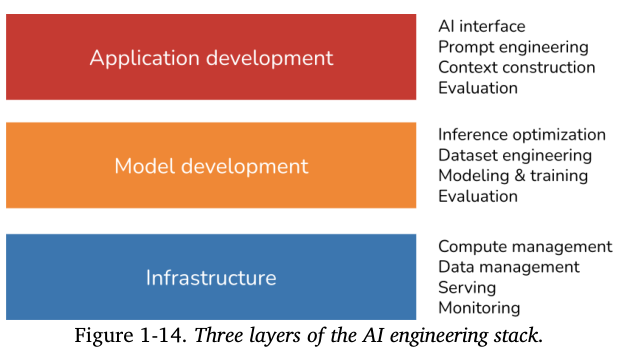 Application development
AI interface
Prompt engineering
Context construction
Evaluation
Model development
Inference optimization
Dataset engineering
Modeling & training
Evaluation
Infrastructure
Compute management
Data management
Serving
Monitoring
Figure 1-14. Three layers of the AI engineering stack.